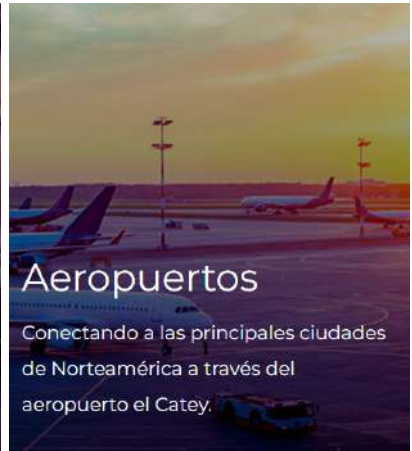 Aeropuertos
Conectando a las principales ciudades
de Norteamérica a través del
aeropuerto el Catey.